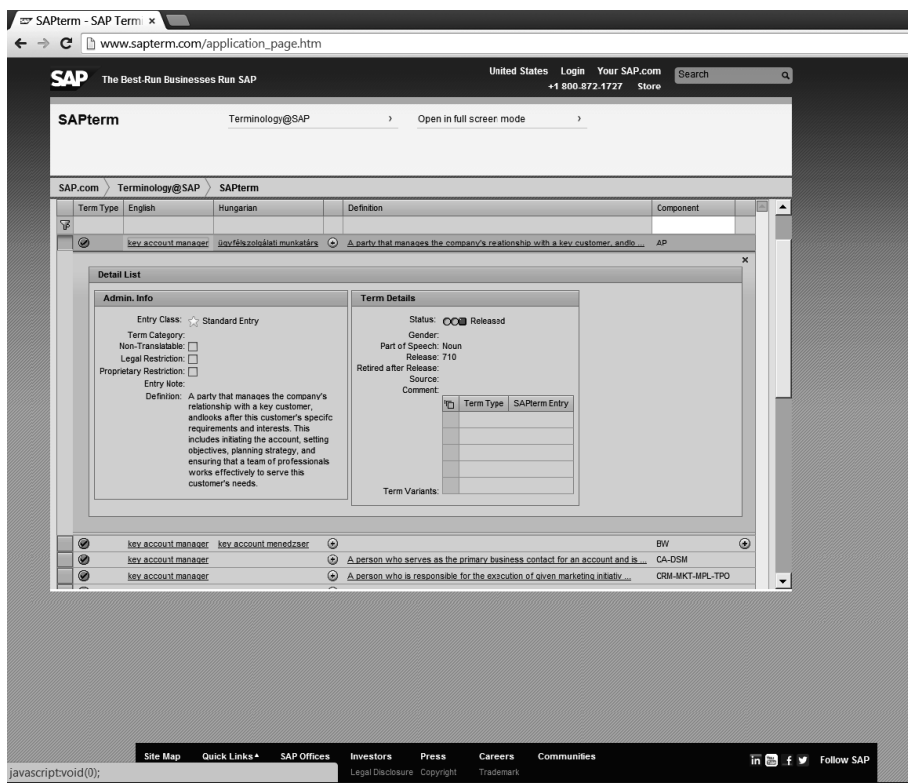 SAPterm - SAP Term ×
www.sapterm.com/application_page.htm
SAP The Best-Run Businesses Run SAP
United States Login Your SAP.com
Search
+1 800-872-1727 Store
SAPterm
Terminology@SAP ›
Open in full screen mode ›
SAP.com Terminology@SAP SAPterm
Term Type English Hungarian Definition Component
key account manager ügyfélszolgálati munkatárs A party that manages the company's reationship with a key customer, andlo ... AP
Detail List
Admin. Info
Entry Class: Standard Entry
Term Category:
Non-Translatable:
Legal Restriction:
Proprietary Restriction:
Entry Note:
Definition: A party that manages the company's
relationship with a key customer,
andlooks after this customer's specifc
requirements and interests. This
includes initiating the account, setting
objectives, planning strategy, and
ensuring that a team of professionals
works effectively to serve this
customer's needs.
Term Details
Status: Released
Gender:
Part of Speech: Noun
Release: 710
Retired after Release:
Source:
Comment:
Term Type SAPterm Entry
Term Variants:
key account manager key account menedzser BW
key account manager A person who serves as the primary business contact for an account and is ... CA-DSM
key account manager A person who is responsible for the execution of given marketing initiativ ... CRM-MKT-MPL-TPO
Site Map Quick Links SAP Offices Investors Press Careers Communities
in You Tube f Follow SAP
javascript:void(0);
Legal Disclosure Copyright Trademark